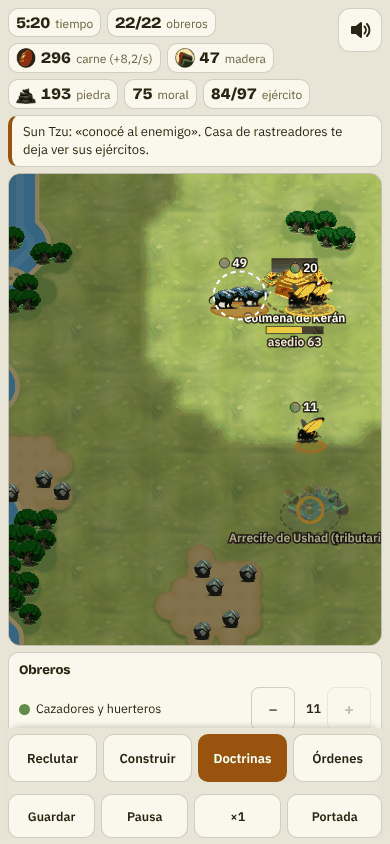 5:20 tiempo
22/22 obreros
296 carne (+8,2/s)
47 madera
193 piedra
75 moral
84/97 ejército
Sun Tzu: «conocé al enemigo». Casa de rastreadores te
deja ver sus ejércitos.
49
20
Colmena de Kerán
asedio 63
11
Arrecife de Ushad (tributari
Obreros
Cazadores y huerteros
−
11
+
Reclutar
Construir
Doctrinas
Órdenes
Guardar
Pausa
×1
Portada